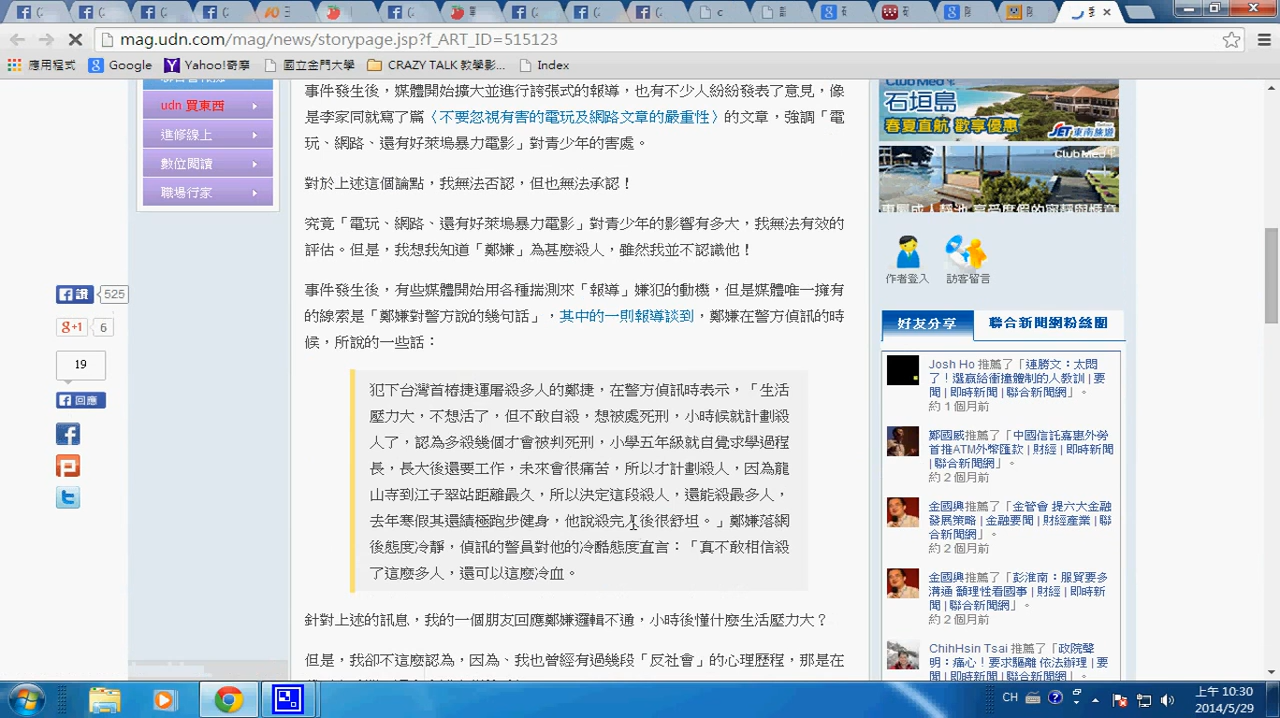 mag.udn.com/mag/news/storypage.jsp?f_ART_ID=515123
應用程式 Google Yahoo!奇摩 國立金門大學 CRAZY TALK 教學影... Index
udn 買東西
進修線上
數位閱讀
職場行家
讚 525
+1 6
19
回應
事件發生後，媒體開始擴大並進行誇張式的報導，也有不少人紛紛發表了意見，像
是李家同就寫了篇〈不要忽視有害的電玩及網路文章的嚴重性〉的文章，強調「電
玩、網路、還有好萊塢暴力電影」對青少年的害處。
對於上述這個論點，我無法否認，但也無法承認！
究竟「電玩、網路、還有好萊塢暴力電影」對青少年的影響有多大，我無法有效的
評估。但是，我想我知道「鄭嫌」為甚麼殺人，雖然我並不認識他！
事件發生後，有些媒體開始用各種揣測來「報導」嫌犯的動機，但是媒體唯一擁有
的線索是「鄭嫌對警方說的幾句話」，其中的一則報導談到，鄭嫌在警方偵訊的時
候，所說的一些話：
犯下台灣首樁捷運屠殺多人的鄭捷，在警方偵訊時表示，「生活
壓力大，不想活了，但不敢自殺，想被處死刑，小時候就計劃殺
人了，認為多殺幾個才會被判死刑，小學五年級就自覺求學過程
長，長大後還要工作，未來會很痛苦，所以才計劃殺人，因為龍
山寺到江子翠站距離最久，所以決定這段殺人，還能殺最多人，
去年寒假其還積極跑步健身，他說殺完人後很舒坦。」鄭嫌落網
後態度冷靜，偵訊的警員對他的冷酷態度直言：「真不敢相信殺
了這麼多人，還可以這麼冷血。
針對上述的訊息，我的一個朋友回應鄭嫌邏輯不通，小時後懂什麼生活壓力大？
但是，我卻不這麼認為，因為、我也曾經有過幾段「反社會」的心理歷程，那是在
Club Med
石垣島
春夏直航 歡享優惠
JET 東南旅遊
Club Med
作者登入 訪客留言
好友分享 聯合新聞網粉絲團
Josh Ho 推薦了「連勝文：太悶
了！選贏給衝撞體制的人教訓 | 要
聞 | 即時新聞 | 聯合新聞網」。
約 1 個月前
鄭國威推薦了「中國信託嘉惠外勞
首推ATM外幣匯款 | 財經 | 即時新聞
| 聯合新聞網」。
約 2 個月前
金國興推薦了「金管會 提六大金融
發展策略 | 金融要聞 | 財經產業 | 聯
合新聞網」。
約 2 個月前
金國興推薦了「彭淮南：服貿要多
溝通 籲理性看國事 | 財經 | 即時新
聞 | 聯合新聞網」。
約 2 個月前
ChihHsin Tsai 推薦了「政院聲
明：痛心！要求驅離 依法辦理 | 要
聞 | 即時新聞 | 聯合新聞網」。
CH
上午 10:30
2014/5/29